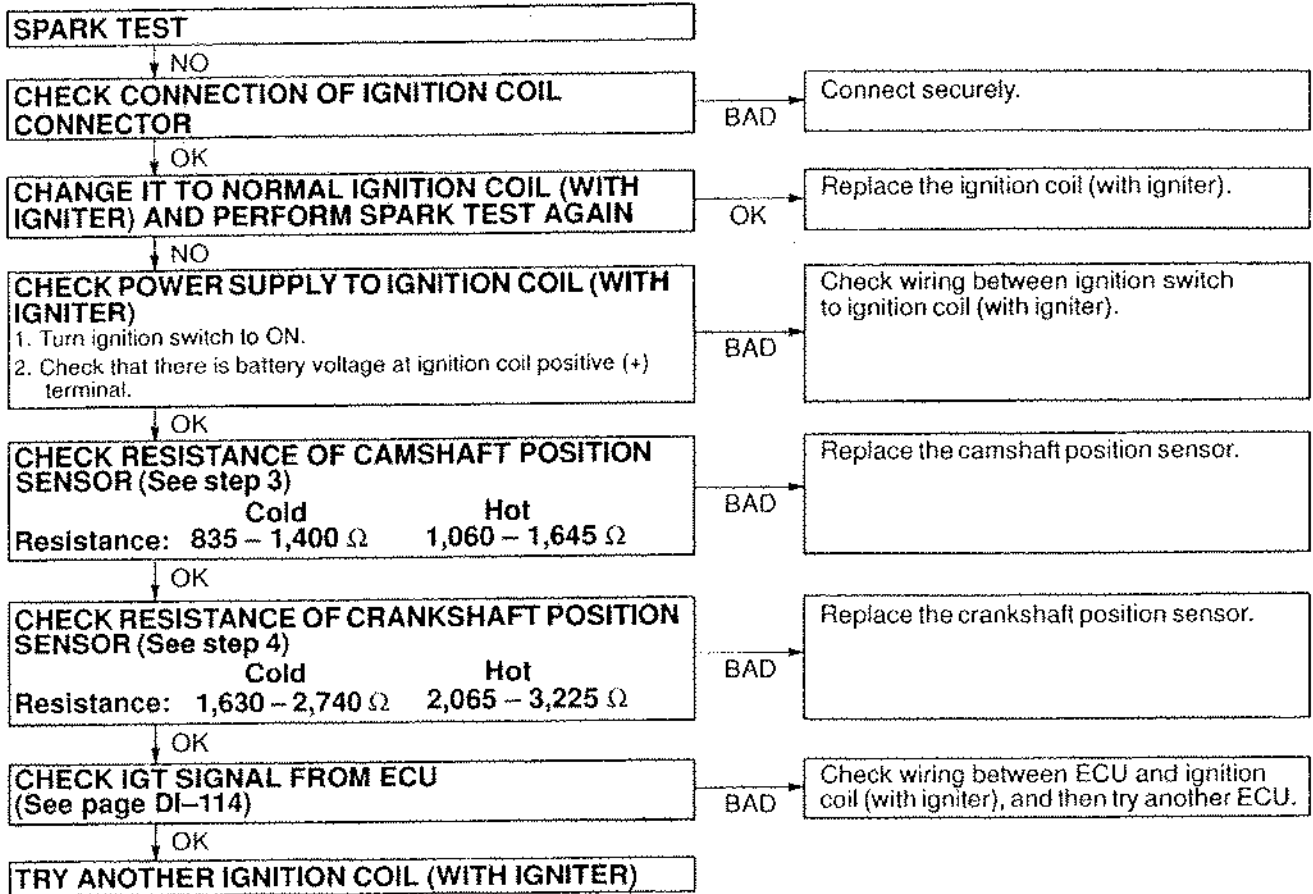 SPARK TEST
NO
CHECK CONNECTION OF IGNITION COIL
CONNECTOR
BAD
Connect securely.
OK
CHANGE IT TO NORMAL IGNITION COIL (WITH
IGNITER) AND PERFORM SPARK TEST AGAIN
OK
Replace the ignition coil (with igniter).
NO
CHECK POWER SUPPLY TO IGNITION COIL (WITH
IGNITER)
1. Turn ignition switch to ON.
2. Check that there is battery voltage at ignition coil positive (+)
terminal.
BAD
Check wiring between ignition switch
to ignition coil (with igniter).
OK
CHECK RESISTANCE OF CAMSHAFT POSITION
SENSOR (See step 3)
Cold Hot
Resistance: 835 – 1,400 Ω 1,060 – 1,645 Ω
BAD
Replace the camshaft position sensor.
OK
CHECK RESISTANCE OF CRANKSHAFT POSITION
SENSOR (See step 4)
Cold Hot
Resistance: 1,630 – 2,740 Ω 2,065 – 3,225 Ω
BAD
Replace the crankshaft position sensor.
OK
CHECK IGT SIGNAL FROM ECU
(See page DI–114)
BAD
Check wiring between ECU and ignition
coil (with igniter), and then try another ECU.
OK
TRY ANOTHER IGNITION COIL (WITH IGNITER)